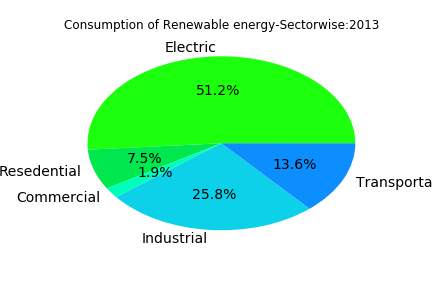 Consumption of Renewable energy-Sectorwise:2013
Electric
51.2%
7.5%
Resedential
1.9%
Commercial
13.6%
Transporta
25.8%
Industrial